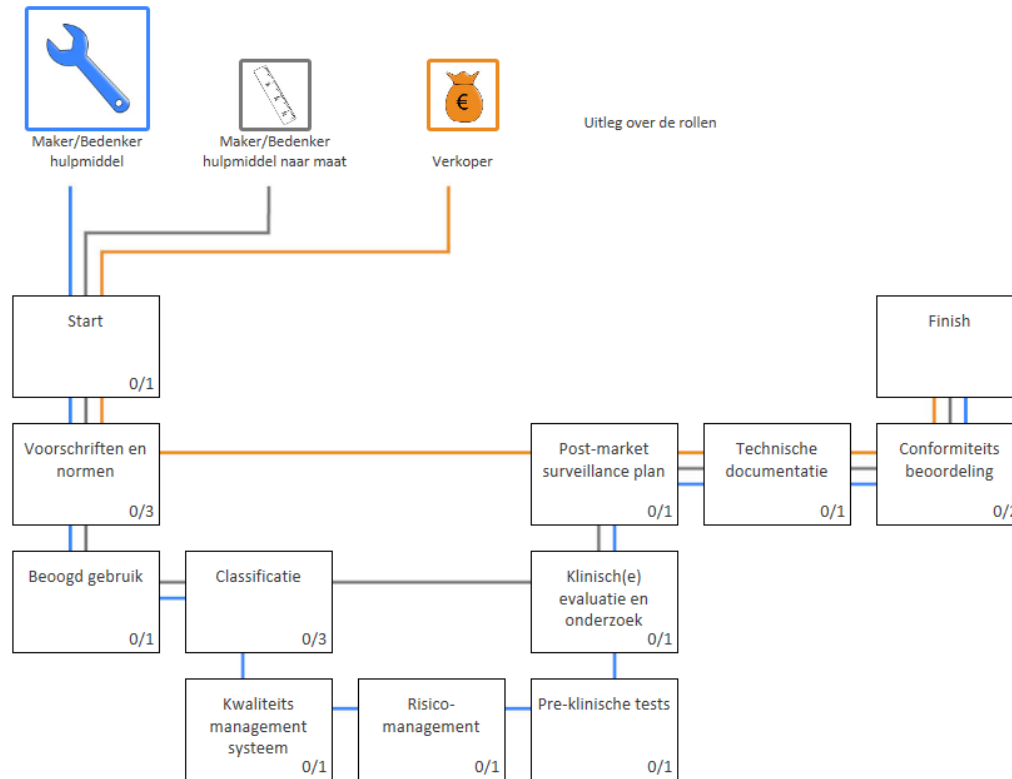 Maker/Bedenker
hulpmiddel
Maker/Bedenker
hulpmiddel naar maat
€
Verkoper
Uitleg over de rollen
Start
0/1
Finish
Voorschriften en
normen
0/3
Post-market
surveillance plan
0/1
Technische
documentatie
0/1
Conformiteits
beoordeling
0/2
Beoogd gebruik
0/1
Classificatie
0/3
Klinisch(e)
evaluatie en
onderzoek
0/1
Kwaliteits
management
systeem
0/1
Risico-
management
0/1
Pre-klinische tests
0/1